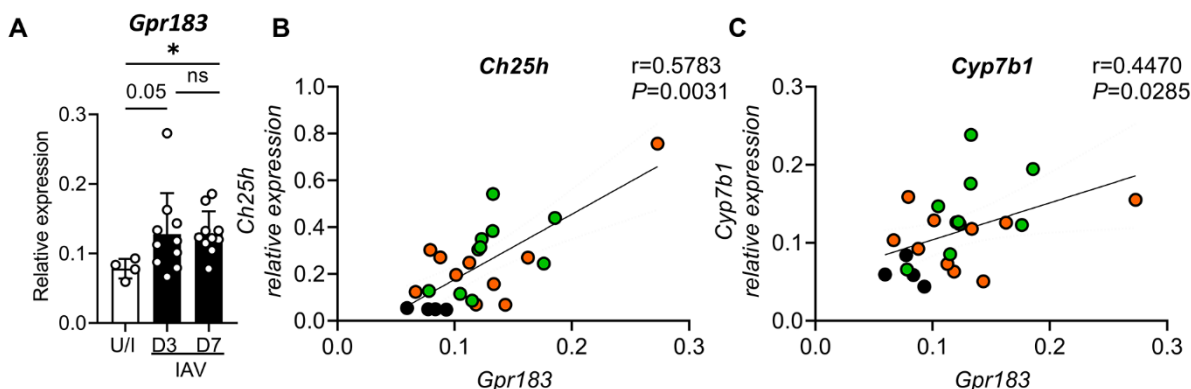 A
Gpr183
*
ns
0.05
Relative expression
0.3
0.2
0.1
0.0
U/I
D3
D7
IAV
B
Ch25h
r=0.5783
P=0.0031
Ch25h
relative expression
1.0
0.8
0.6
0.4
0.2
0.0
0.0
0.1
0.2
0.3
Gpr183
C
Cyp7b1
r=0.4470
P=0.0285
Cyp7b1
relative expression
0.3
0.2
0.1
0.0
0.0
0.1
0.2
0.3
Gpr183